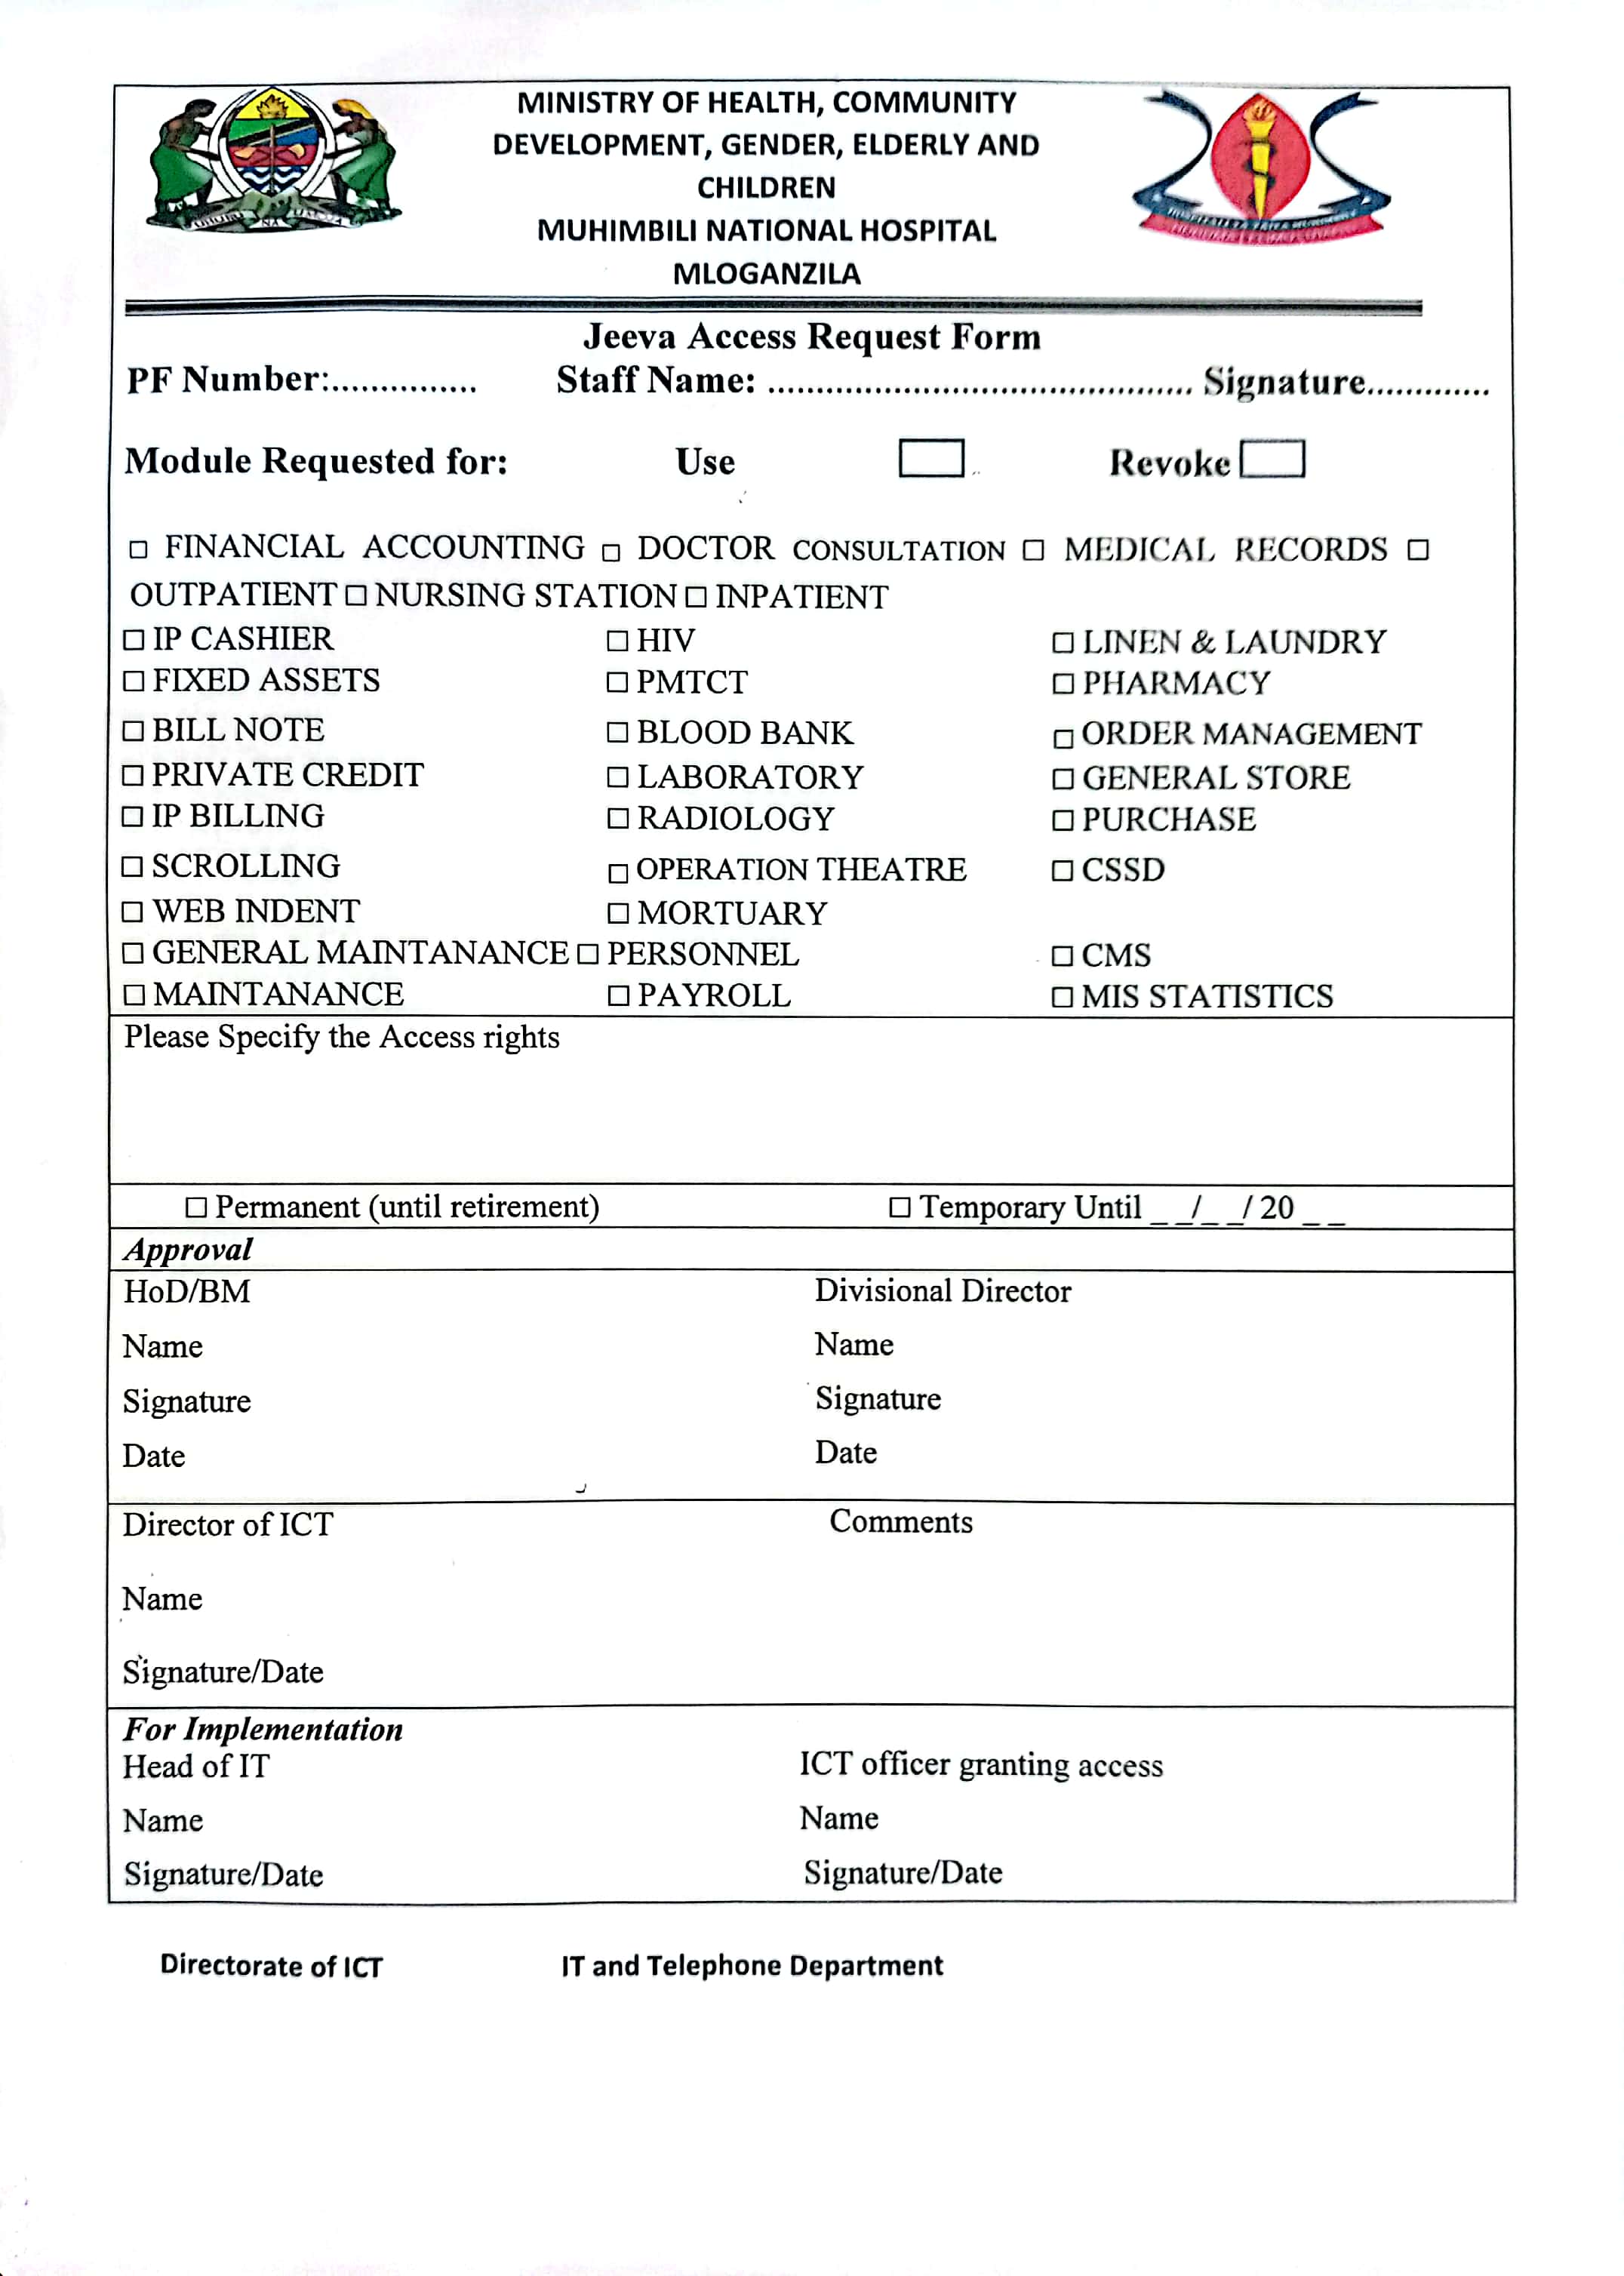 MINISTRY OF HEALTH, COMMUNITY
DEVELOPMENT, GENDER, ELDERLY AND
CHILDREN
MUHIMBILI NATIONAL HOSPITAL
MLOGANZILA
Jeeva Access Request Form
PF Number:............... Staff Name: ............................................ Signature.............
Module Requested for: Use Revoke
☐ FINANCIAL ACCOUNTING ☐ DOCTOR CONSULTATION ☐ MEDICAL RECORDS ☐
OUTPATIENT ☐ NURSING STATION ☐ INPATIENT
☐ IP CASHIER ☐ HIV ☐ LINEN & LAUNDRY
☐ FIXED ASSETS ☐ PMTCT ☐ PHARMACY
☐ BILL NOTE ☐ BLOOD BANK ☐ ORDER MANAGEMENT
☐ PRIVATE CREDIT ☐ LABORATORY ☐ GENERAL STORE
☐ IP BILLING ☐ RADIOLOGY ☐ PURCHASE
☐ SCROLLING ☐ OPERATION THEATRE ☐ CSSD
☐ WEB INDENT ☐ MORTUARY
☐ GENERAL MAINTANANCE ☐ PERSONNEL ☐ CMS
☐ MAINTANANCE ☐ PAYROLL ☐ MIS STATISTICS
Please Specify the Access rights
☐ Permanent (until retirement) ☐ Temporary Until _ _/_ _/ 20 _ _
Approval
HoD/BM Divisional Director
Name Name
Signature Signature
Date Date
Director of ICT Comments
Name
Signature/Date
For Implementation
Head of IT ICT officer granting access
Name Name
Signature/Date Signature/Date
Directorate of ICT IT and Telephone Department